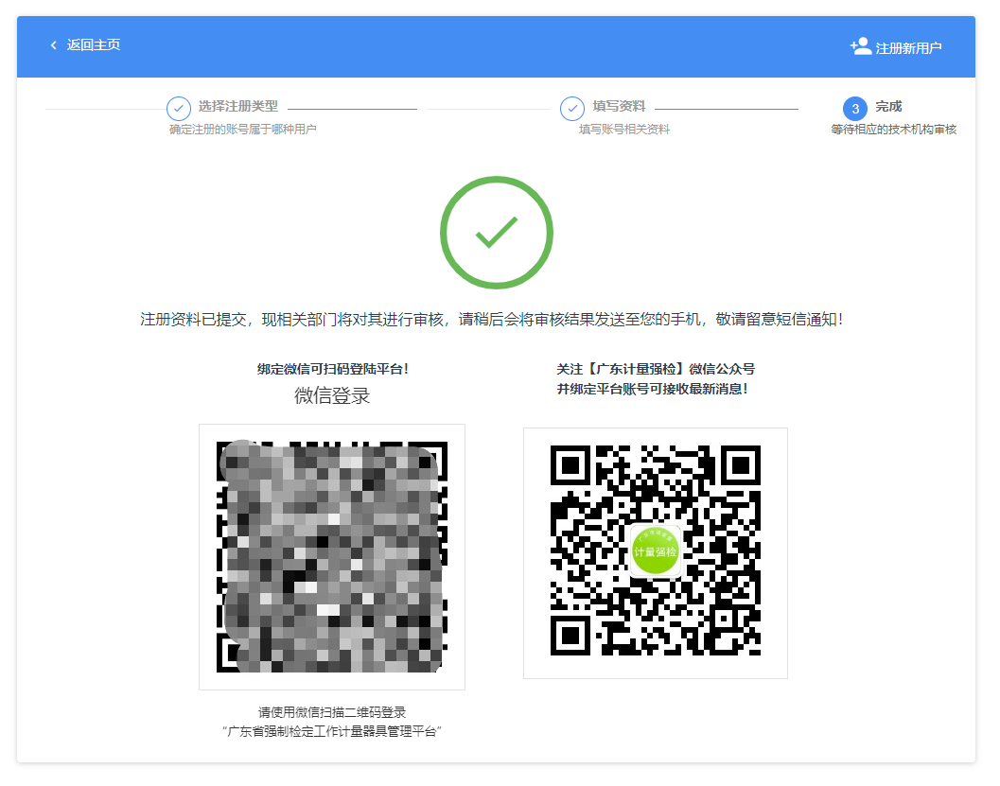 返回主页
注册新用户
选择注册类型
确定注册的账号属于哪种用户
填写资料
填写账号相关资料
3 完成
等待相应的技术机构审核
注册资料已提交，现相关部门将对其进行审核，请稍后会将审核结果发送至您的手机，敬请留意短信通知！
绑定微信可扫码登陆平台！
微信登录
关注【广东计量强检】微信公众号
并绑定平台账号可接收最新消息！
计量强检
请使用微信扫描二维码登录
“广东省强制检定工作计量器具管理平台”